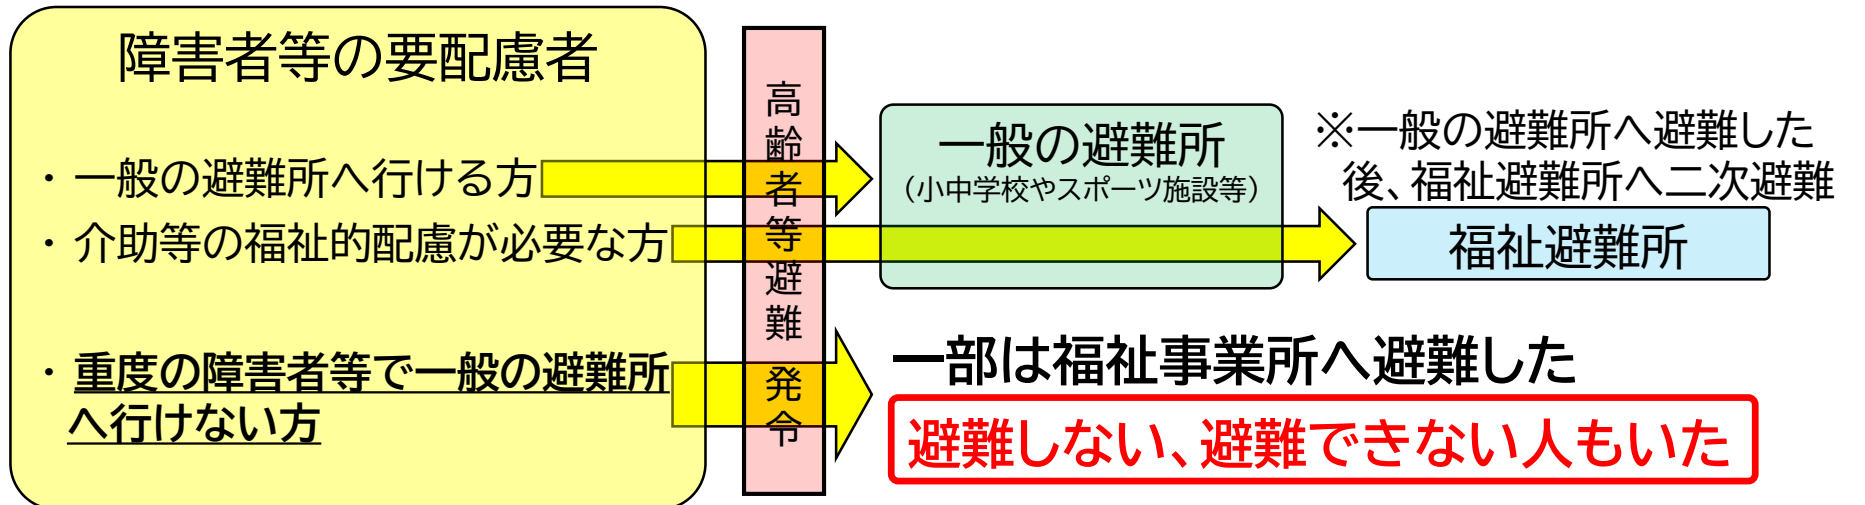 障害者等の要配慮者
・一般の避難所へ行ける方
・介助等の福祉的配慮が必要な方
・重度の障害者等で一般の避難所
へ行けない方
高齢者等避難 発令
一般の避難所
（小中学校やスポーツ施設等）
※一般の避難所へ避難した
後、福祉避難所へ二次避難
福祉避難所
一部は福祉事業所へ避難した
避難しない、避難できない人もいた